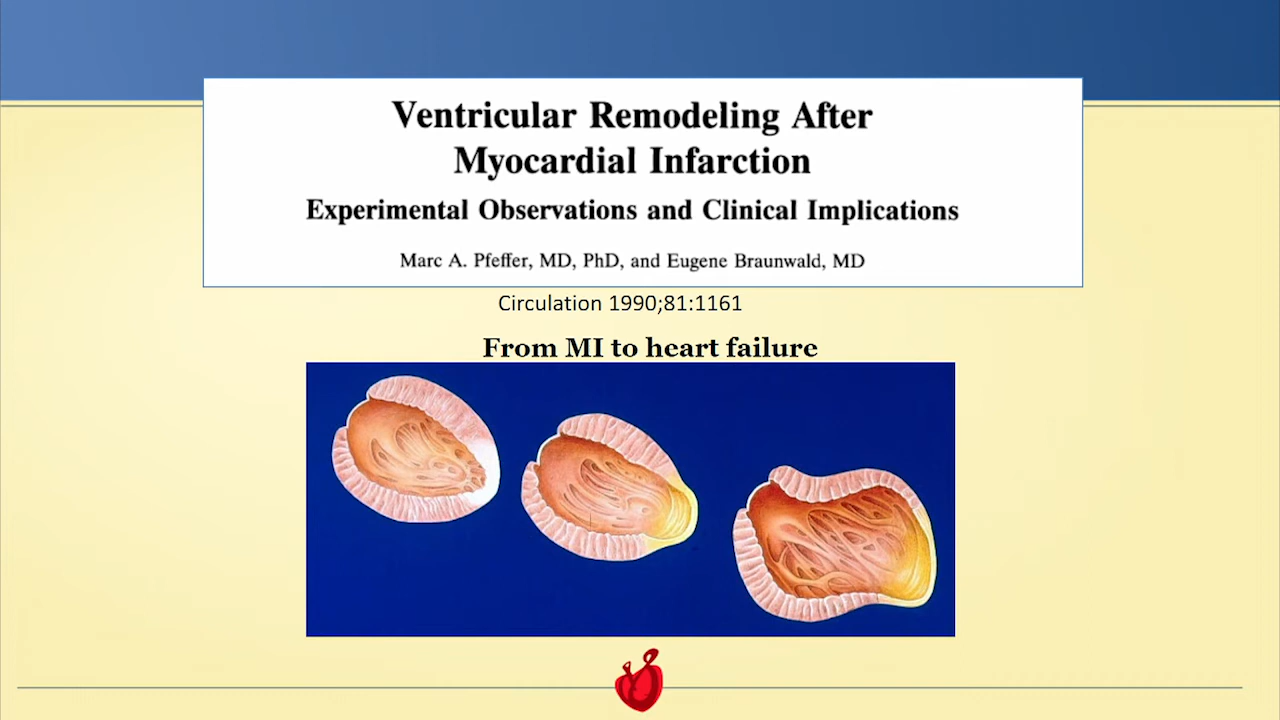 Ventricular Remodeling After
Myocardial Infarction
Experimental Observations and Clinical Implications
Marc A. Pfeffer, MD, PhD, and Eugene Braunwald, MD
Circulation 1990;81:1161
From MI to heart failure